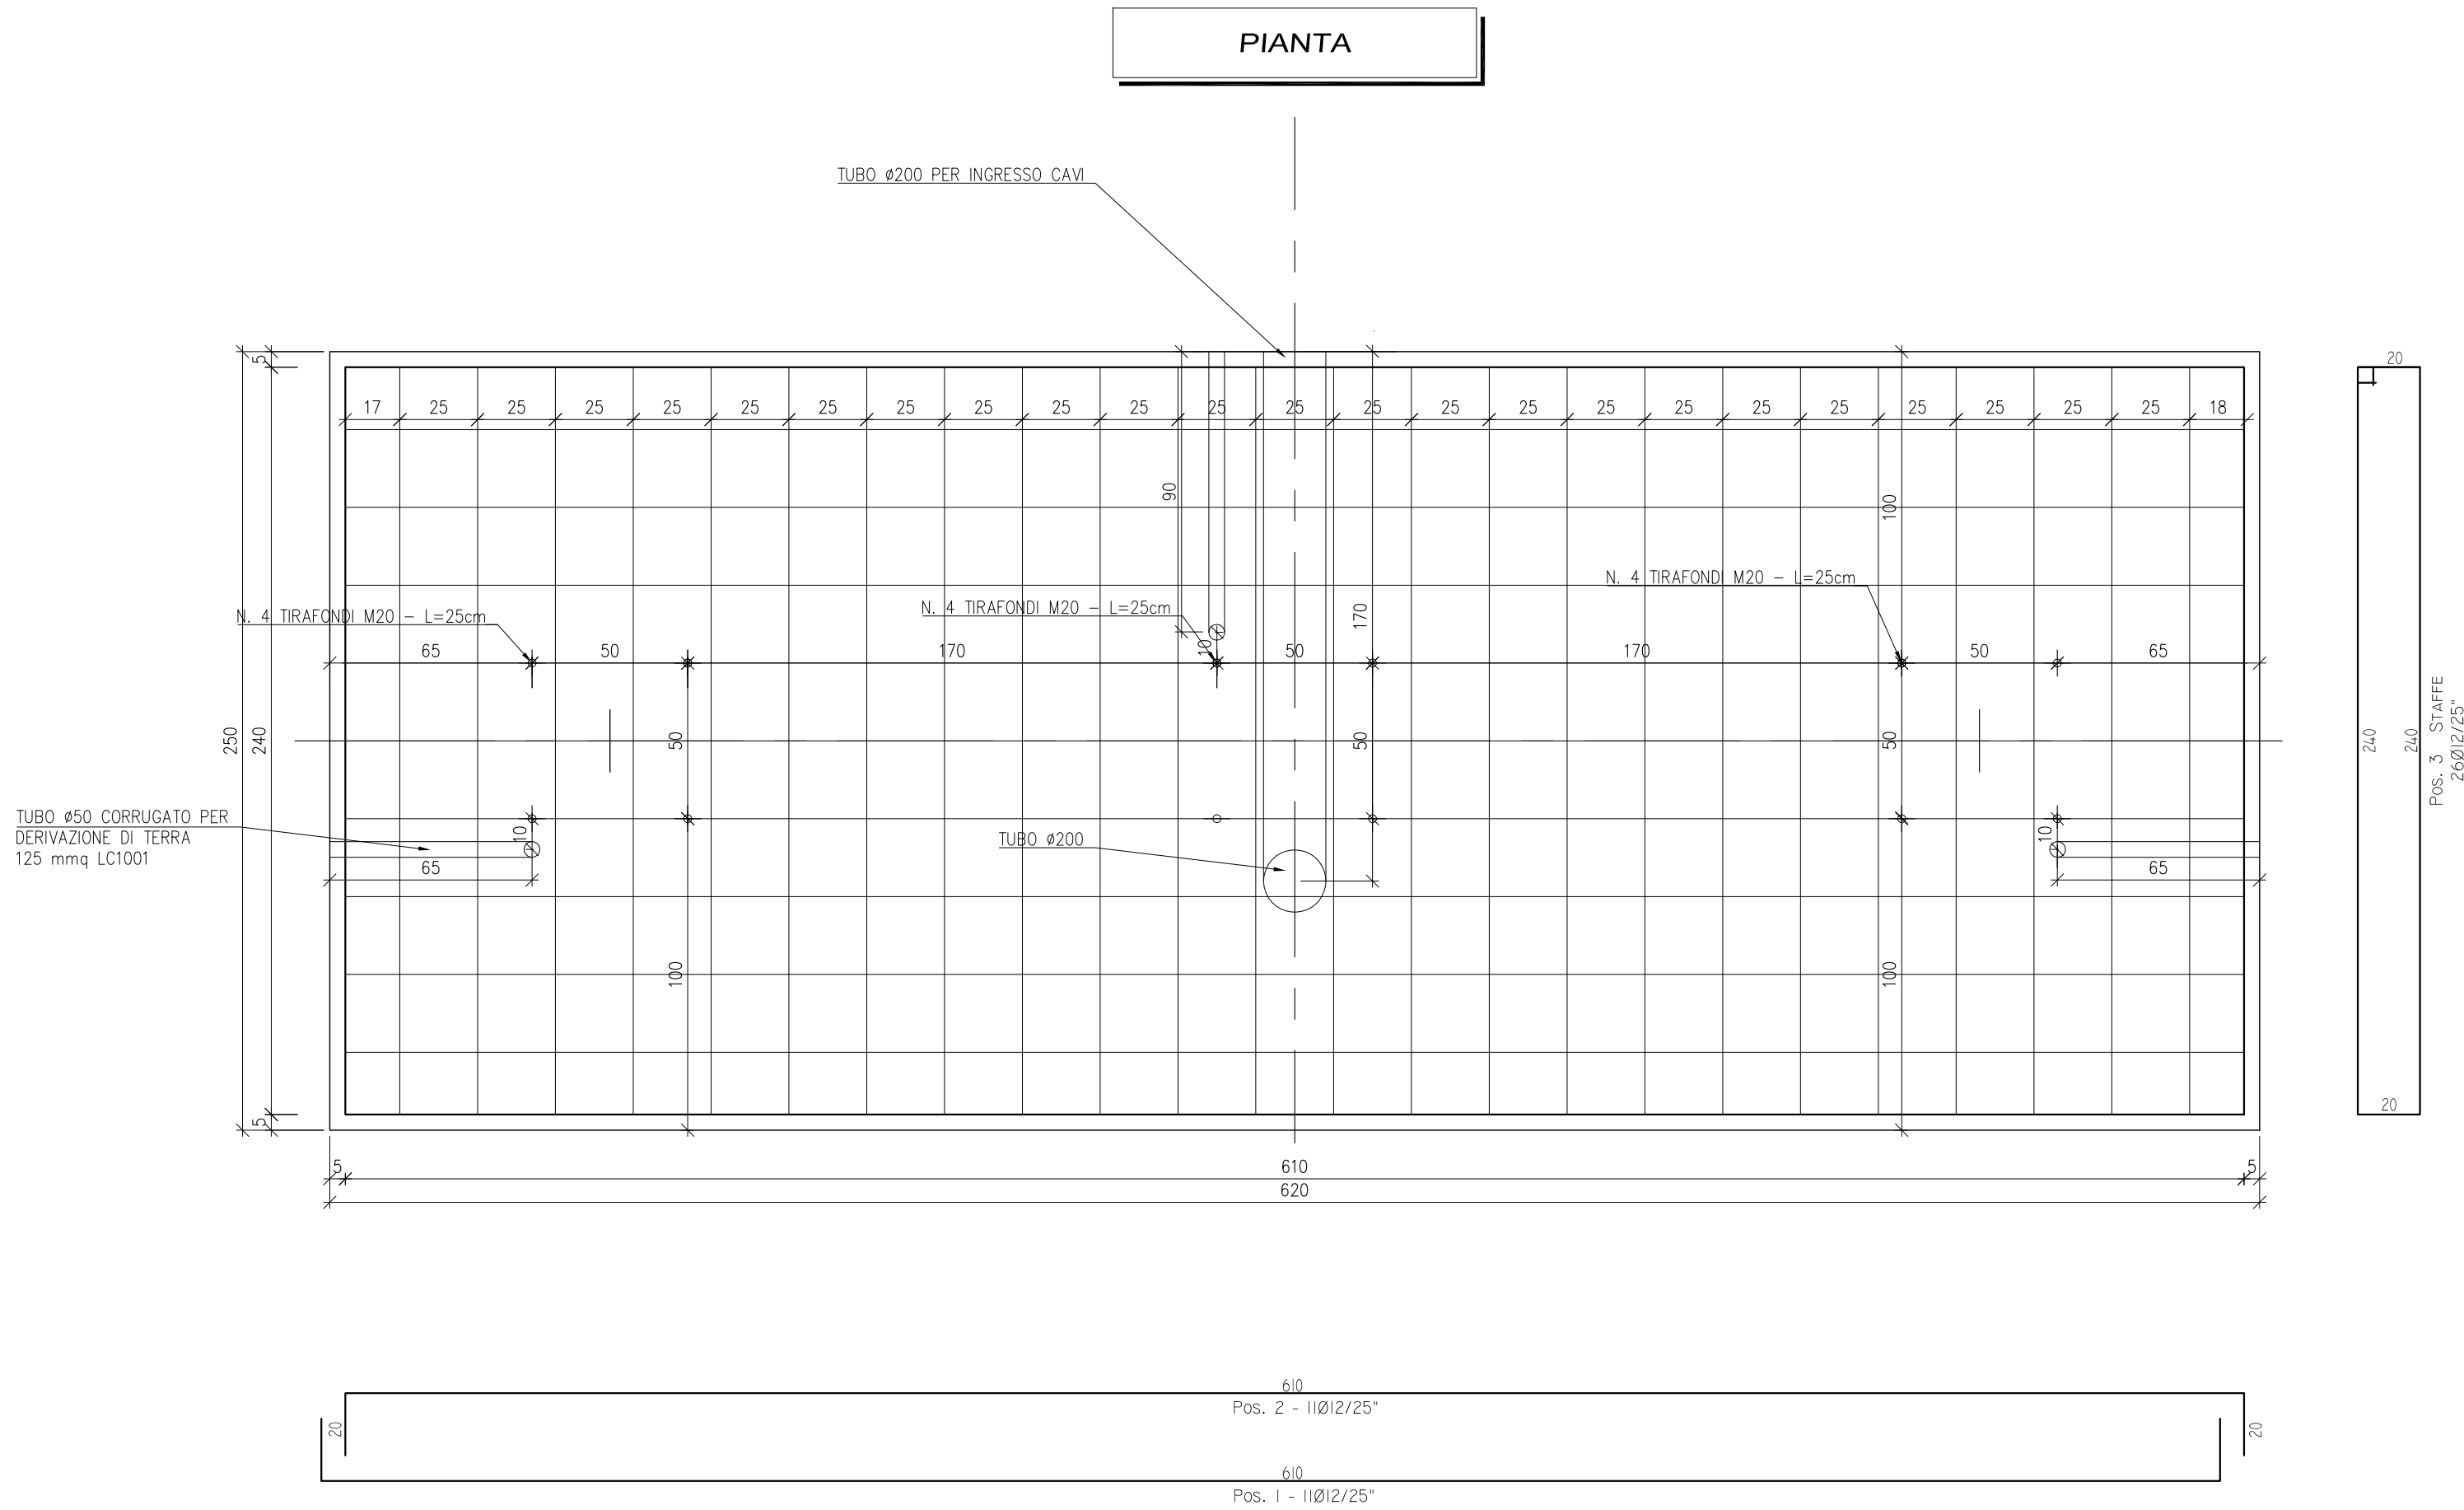 PIANTA
TUBO ø200 PER INGRESSO CAVI
5
20
17 25 25 25 25 25 25 25 25 25 25 25 25 25 25 25 25 25 25 25 25 25 25 25 18
90
100
N. 4 TIRAFONDI M20 - L=25cm
N. 4 TIRAFONDI M20 - L=25cm
N. 4 TIRAFONDI M20 - L=25cm
170
10
65 50 170 50 170 50 65
250
240
50
50
50
240
240
Pos. 3 STAFFE
26Ø12/25"
TUBO ø50 CORRUGATO PER
DERIVAZIONE DI TERRA
125 mmq LC1001
10
TUBO ø200
10
65
65
100
100
5
20
5 610 5
620
610
Pos. 2 - 11Ø12/25"
20
20
610
Pos. 1 - 11Ø12/25"